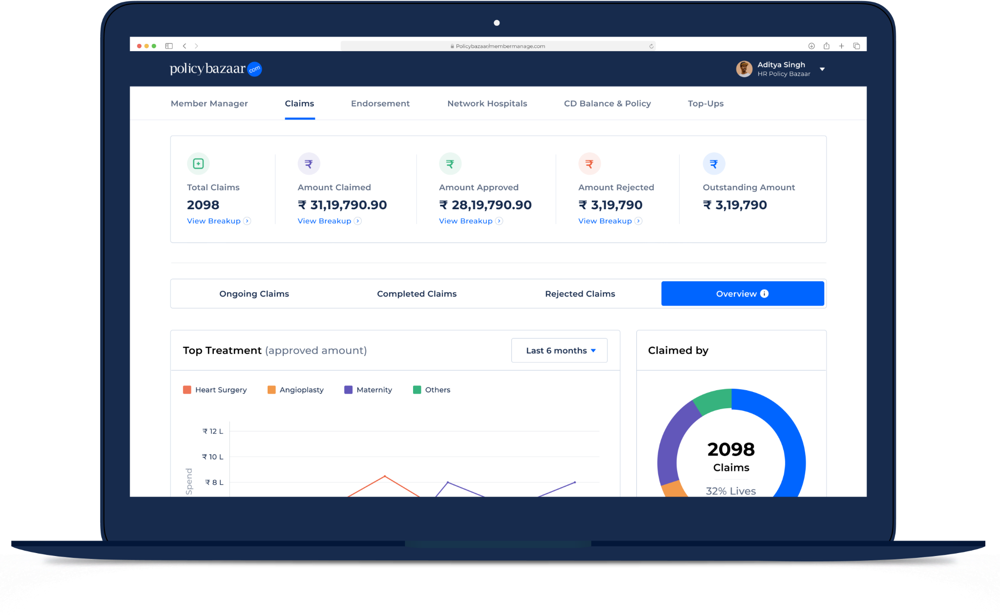 Policybazaar/membermanage.com
policybazaar com
Aditya Singh
HR Policy Bazaar
Member Manager Claims Endorsement Network Hospitals CD Balance & Policy Top-Ups
Total Claims
2098
View Breakup
Amount Claimed
₹ 31,19,790.90
View Breakup
Amount Approved
₹ 28,19,790.90
View Breakup
Amount Rejected
₹ 3,19,790
View Breakup
Outstanding Amount
₹ 3,19,790
Ongoing Claims Completed Claims Rejected Claims Overview
Top Treatment (approved amount)
Last 6 months
Heart Surgery Angioplasty Maternity Others
₹ 12 L
₹ 10 L
₹ 8 L
Spend
Claimed by
2098
Claims
32% Lives